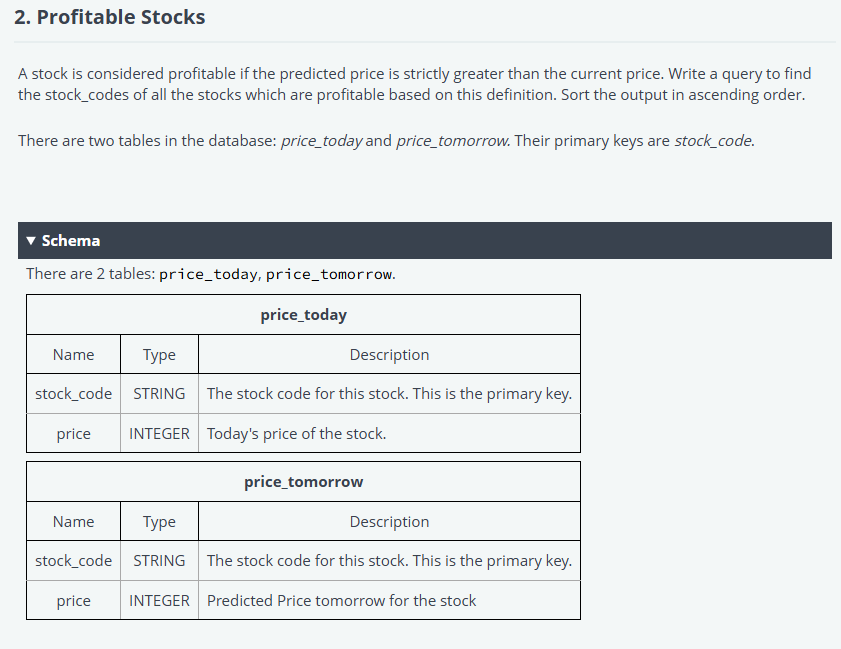 2. Profitable Stocks
A stock is considered profitable if the predicted price is strictly greater than the current price. Write a query to find
the stock_codes of all the stocks which are profitable based on this definition. Sort the output in ascending order.
There are two tables in the database: price_today and price_tomorrow. Their primary keys are stock_code.
▼ Schema
There are 2 tables: price_today, price_tomorrow.
price_today
Name Type Description
stock_code STRING The stock code for this stock. This is the primary key.
price INTEGER Today's price of the stock.
price_tomorrow
Name Type Description
stock_code STRING The stock code for this stock. This is the primary key.
price INTEGER Predicted Price tomorrow for the stock